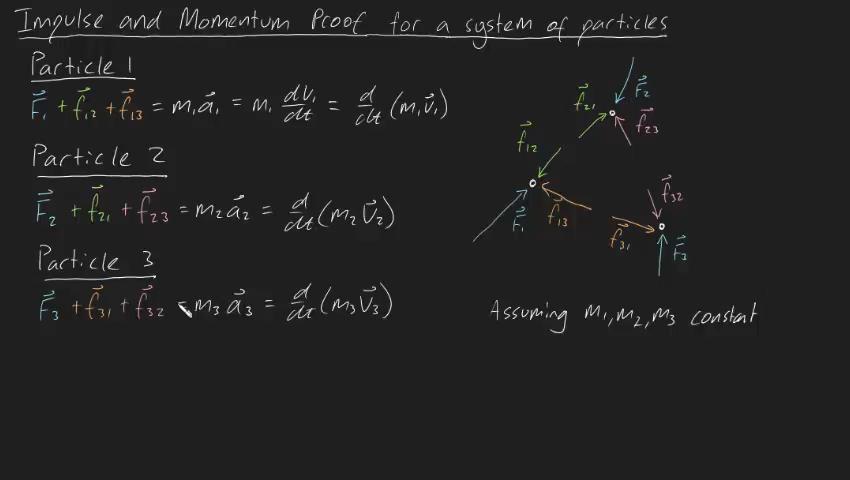 Impulse and Momentum Proof for a system of particles
Particle 1
F⃗₁ + f⃗₁₂ + f⃗₁₃ = m₁a⃗₁ = m₁ dv⃗₁/dt = d/dt (m₁v⃗₁)
Particle 2
F⃗₂ + f⃗₂₁ + f⃗₂₃ = m₂a⃗₂ = d/dt (m₂v⃗₂)
Particle 3
F⃗₃ + f⃗₃₁ + f⃗₃₂ = m₃a⃗₃ = d/dt (m₃v⃗₃)
F⃗₂
f⃗₂₁
f⃗₂₃
f⃗₁₂
f⃗₃₂
F⃗₁
f⃗₁₃
f⃗₃₁
F⃗₃
Assuming m₁, m₂, m₃ constant